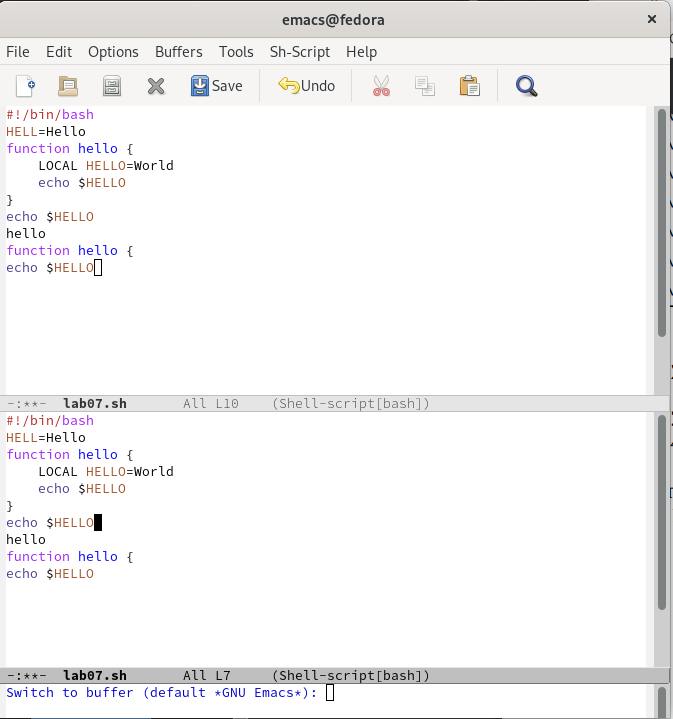 emacs@fedora
File Edit Options Buffers Tools Sh-Script Help
Save Undo
#!/bin/bash
HELL=Hello
function hello {
    LOCAL HELLO=World
    echo $HELLO
}
echo $HELLO
hello
function hello {
echo $HELLO
-:**-  lab07.sh       All L10    (Shell-script[bash])
#!/bin/bash
HELL=Hello
function hello {
    LOCAL HELLO=World
    echo $HELLO
}
echo $HELLO
hello
function hello {
echo $HELLO
-:**-  lab07.sh       All L7     (Shell-script[bash])
Switch to buffer (default *GNU Emacs*):